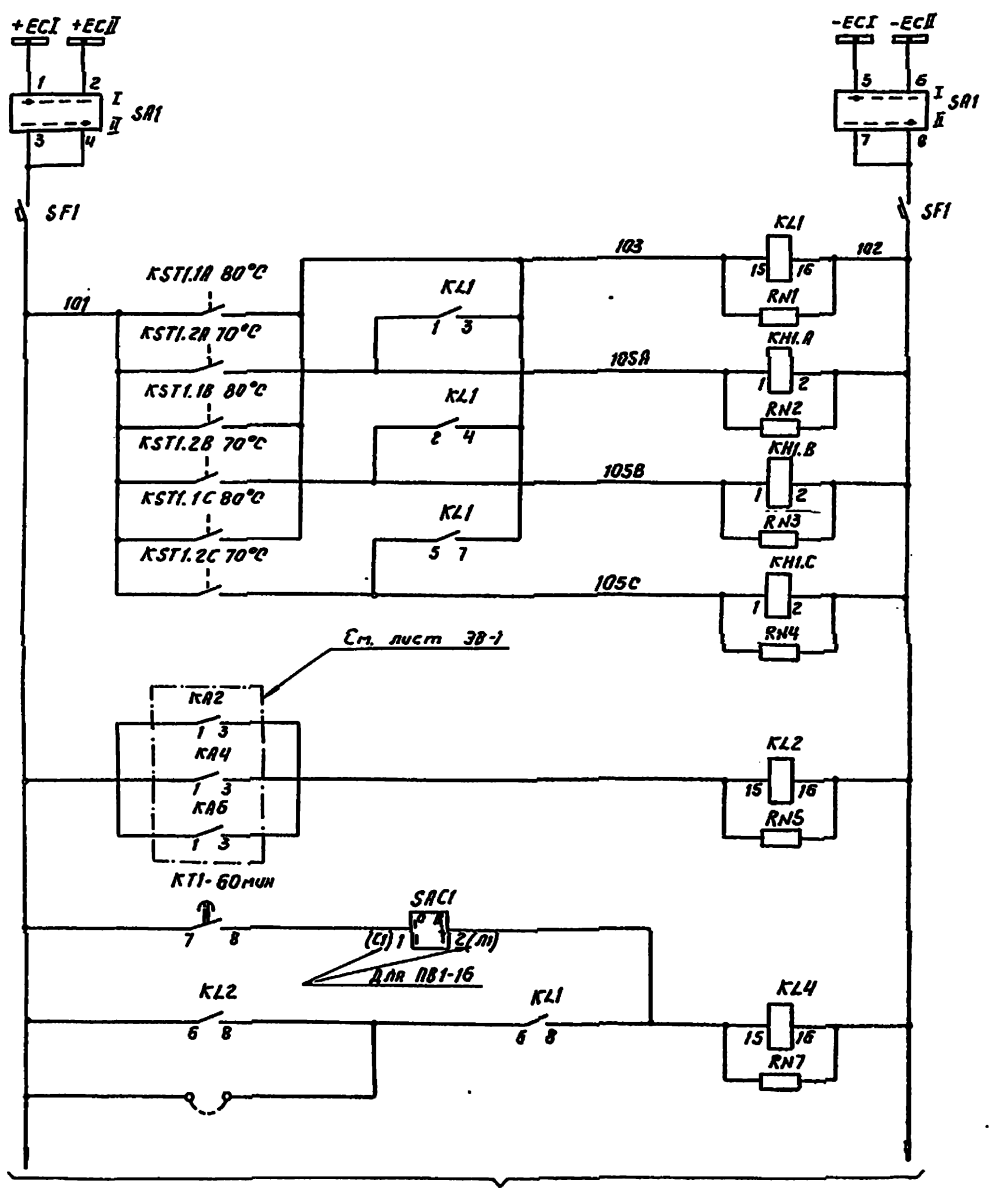 +ECI +ECII
-ECI -ECII
1 2
I
II
SA1
3 4
5 6
I
II
SA1
7 8
SF1
SF1
KL1
103
102
15 16
KST1.1A 80°C
RN1
101
KL1
1 3
KST1.2A 70°C
KH1.A
105A
1 2
KST1.1B 80°C
KL1
RN2
2 4
KST1.2B 70°C
KH1.B
105B
1 2
KST1.1C 80°C
KL1
RN3
5 7
KST1.2C 70°C
KH1.C
105C
1 2
RN4
См. лист ЭВ-1
KA2
1 3
KA4
KL2
1 3
15 16
KA6
RN5
1 3
KT1-60мин
SAC1
7 8
(С1) 1
2(Л1)
Для ПВ1-16
KL2
KL1
KL4
6 8
6 8
15 16
RN7